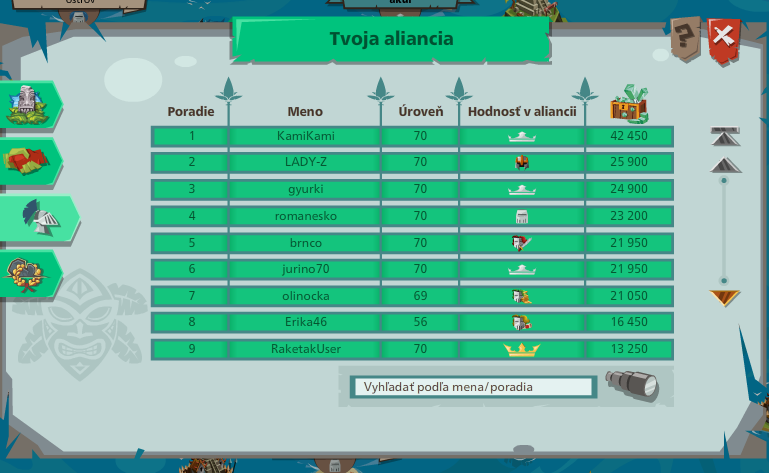 ostrov
akúr
Tvoja aliancia
Poradie Meno Úroveň Hodnosť v aliancii
1 KamiKami 70 42 450
2 LADY-Z 70 25 900
3 gyurki 70 24 900
4 romanesko 70 23 200
5 brnco 70 21 950
6 jurino70 70 21 950
7 olinocka 69 21 050
8 Erika46 56 16 450
9 RaketakUser 70 13 250
Vyhľadať podľa mena/poradia